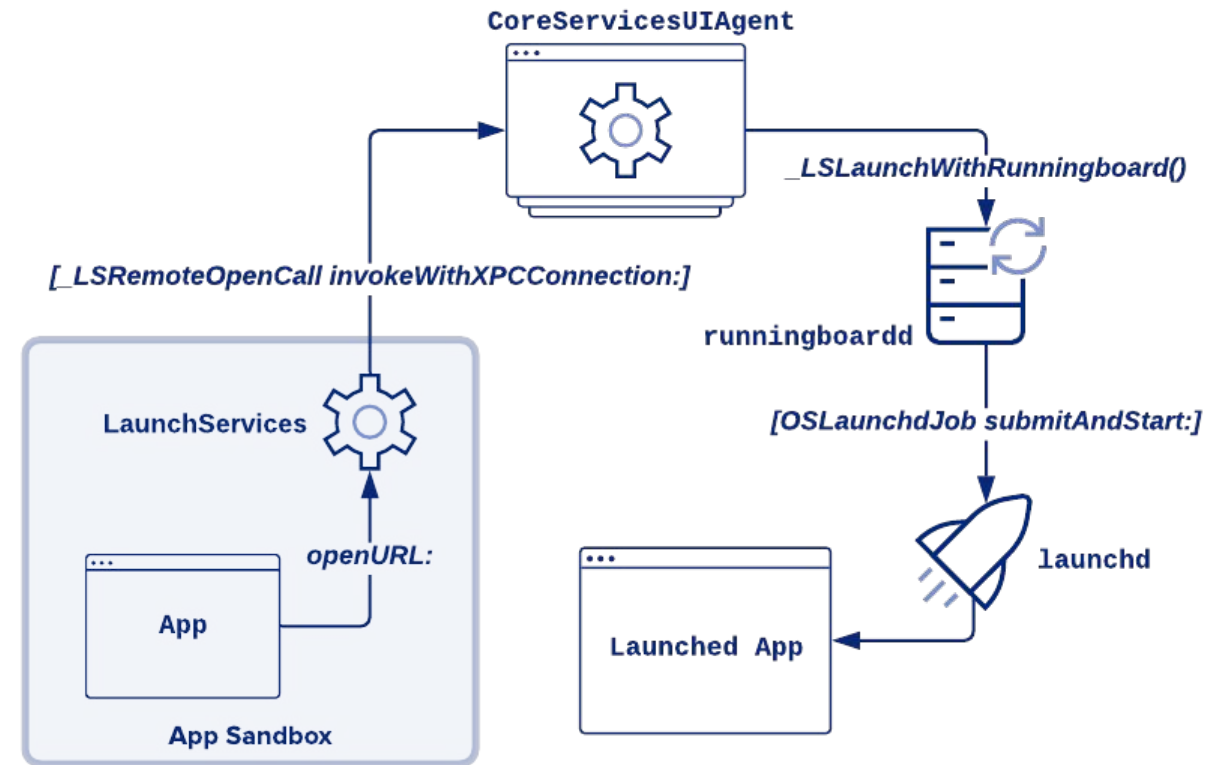 CoreServicesUIAgent
_LSLaunchWithRunningboard()
[_LSRemoteOpenCall invokeWithXPCConnection:]
runningboardd
LaunchServices
[OSLaunchdJob submitAndStart:]
openURL:
launchd
App
Launched App
App Sandbox